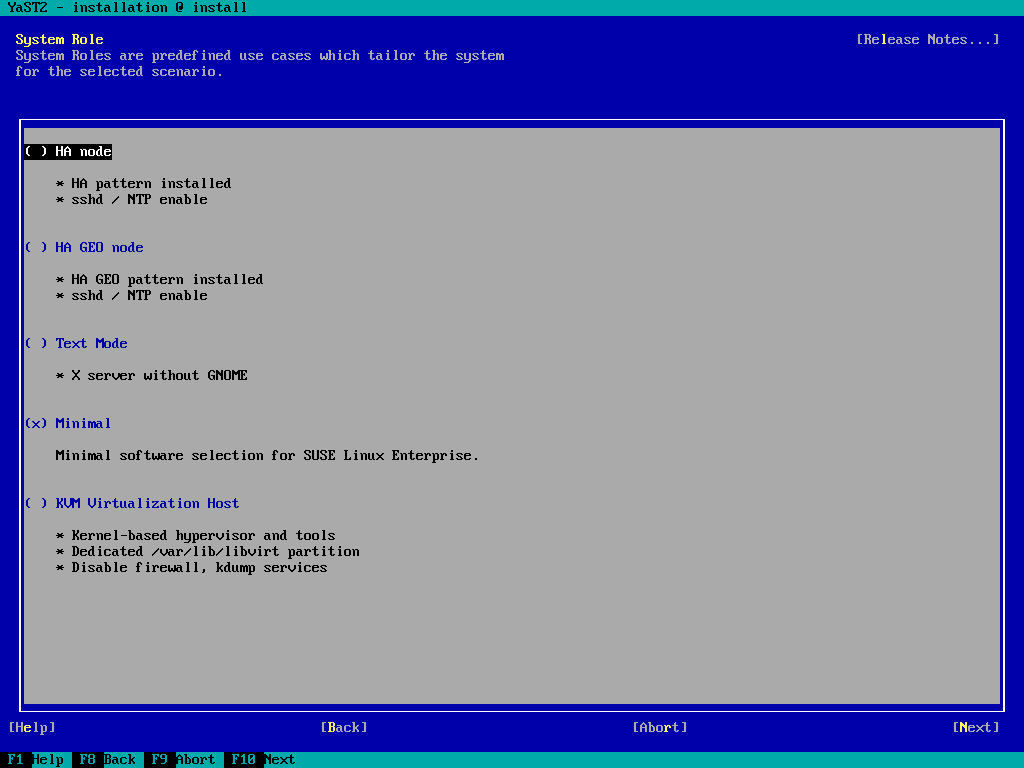 YaST2 - installation @ install
System Role [Release Notes...]
System Roles are predefined use cases which tailor the system
for the selected scenario.
( ) HA node
* HA pattern installed
* sshd / NTP enable
( ) HA GEO node
* HA GEO pattern installed
* sshd / NTP enable
( ) Text Mode
* X server without GNOME
(x) Minimal
Minimal software selection for SUSE Linux Enterprise.
( ) KVM Virtualization Host
* Kernel-based hypervisor and tools
* Dedicated /var/lib/libvirt partition
* Disable firewall, kdump services
[Help] [Back] [Abort] [Next]
F1 Help F8 Back F9 Abort F10 Next